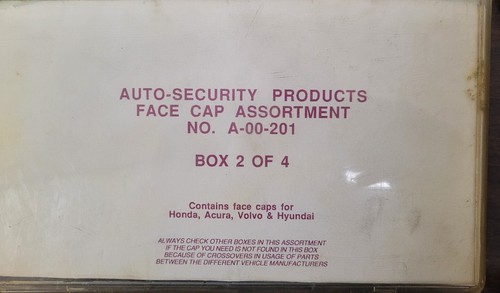 AUTO-SECURITY PRODUCTS
FACE CAP ASSORTMENT
NO. A-00-201
BOX 2 OF 4
Contains face caps for
Honda, Acura, Volvo & Hyundai
ALWAYS CHECK OTHER BOXES IN THIS ASSORTMENT
IF THE CAP YOU NEED IS NOT FOUND IN THIS BOX
BECAUSE OF CROSSOVERS IN USAGE OF PARTS
BETWEEN THE DIFFERENT VEHICLE MANUFACTURERS